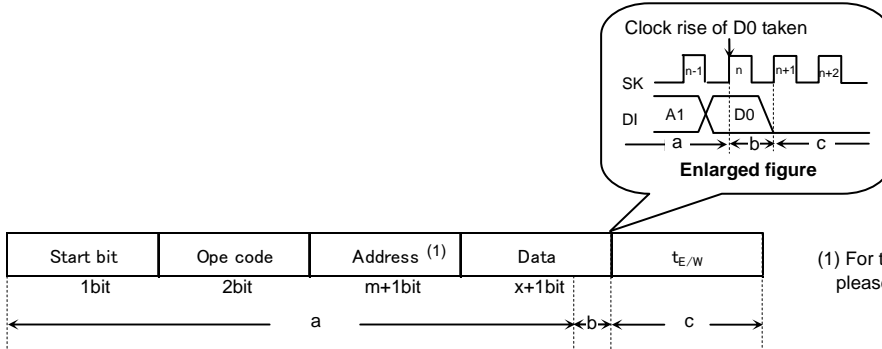 Clock rise of D0 taken
SK n-1 n n+1 n+2
DI A1 D0
a b c
Enlarged figure
Start bit Ope code Address (1) Data tE/W
1bit 2bit m+1bit x+1bit
a b c
(1) For t
please